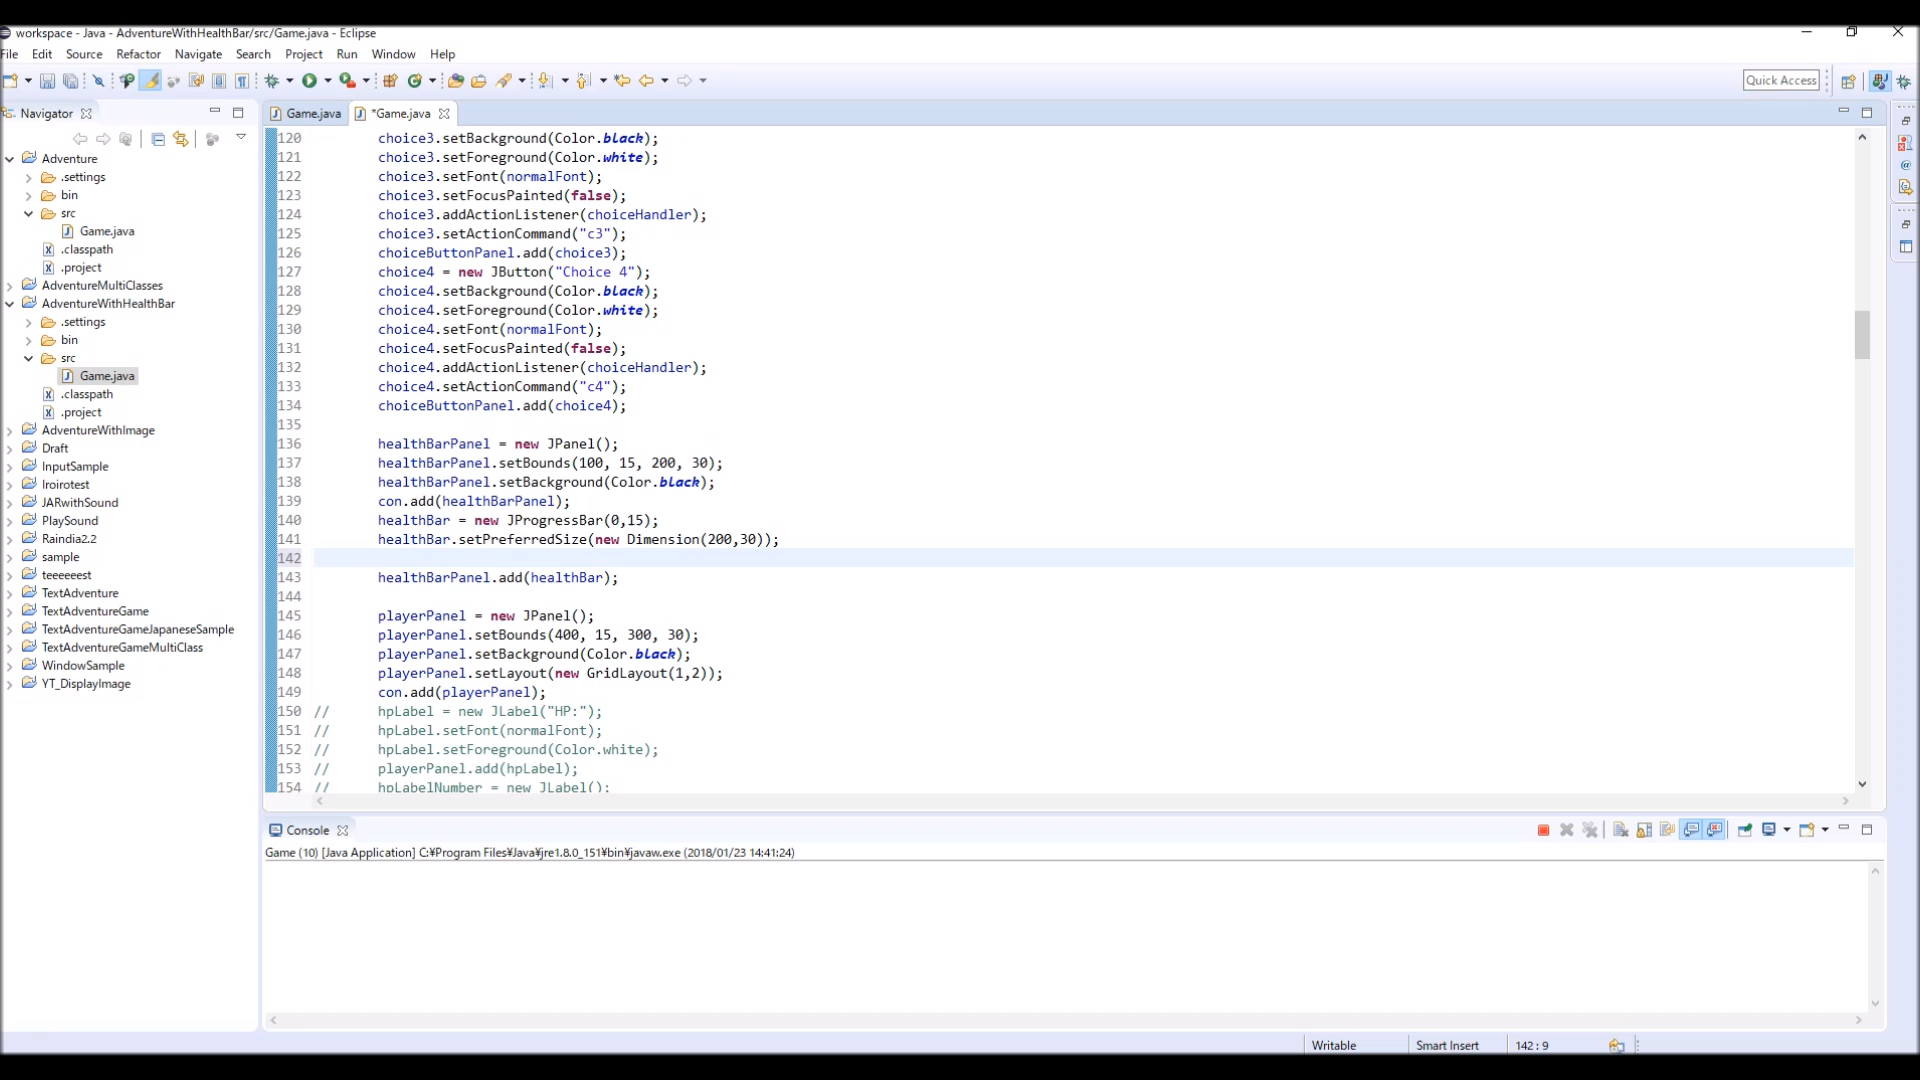 workspace - Java - AdventureWithHealthBar/src/Game.java - Eclipse
File Edit Source Refactor Navigate Search Project Run Window Help
Quick Access
Navigator
Game.java
*Game.java
Adventure
.settings
bin
src
Game.java
.classpath
.project
AdventureMultiClasses
AdventureWithHealthBar
.settings
bin
src
Game.java
.classpath
.project
AdventureWithImage
Draft
InputSample
Iroirotest
JARwithSound
PlaySound
Raindia2.2
sample
teeeeeest
TextAdventure
TextAdventureGame
TextAdventureGameJapaneseSample
TextAdventureGameMultiClass
WindowSample
YT_DisplayImage
120 choice3.setBackground(Color.black);
121 choice3.setForeground(Color.white);
122 choice3.setFont(normalFont);
123 choice3.setFocusPainted(false);
124 choice3.addActionListener(choiceHandler);
125 choice3.setActionCommand("c3");
126 choiceButtonPanel.add(choice3);
127 choice4 = new JButton("Choice 4");
128 choice4.setBackground(Color.black);
129 choice4.setForeground(Color.white);
130 choice4.setFont(normalFont);
131 choice4.setFocusPainted(false);
132 choice4.addActionListener(choiceHandler);
133 choice4.setActionCommand("c4");
134 choiceButtonPanel.add(choice4);
135
136 healthBarPanel = new JPanel();
137 healthBarPanel.setBounds(100, 15, 200, 30);
138 healthBarPanel.setBackground(Color.black);
139 con.add(healthBarPanel);
140 healthBar = new JProgressBar(0,15);
141 healthBar.setPreferredSize(new Dimension(200,30));
142
143 healthBarPanel.add(healthBar);
144
145 playerPanel = new JPanel();
146 playerPanel.setBounds(400, 15, 300, 30);
147 playerPanel.setBackground(Color.black);
148 playerPanel.setLayout(new GridLayout(1,2));
149 con.add(playerPanel);
150 // hpLabel = new JLabel("HP:");
151 // hpLabel.setFont(normalFont);
152 // hpLabel.setForeground(Color.white);
153 // playerPanel.add(hpLabel);
154 // hpLabelNumber = new JLabel();
Console
Game (10) [Java Application] C:¥Program Files¥Java¥jre1.8.0_151¥bin¥javaw.exe (2018/01/23 14:41:24)
Writable Smart Insert 142 : 9